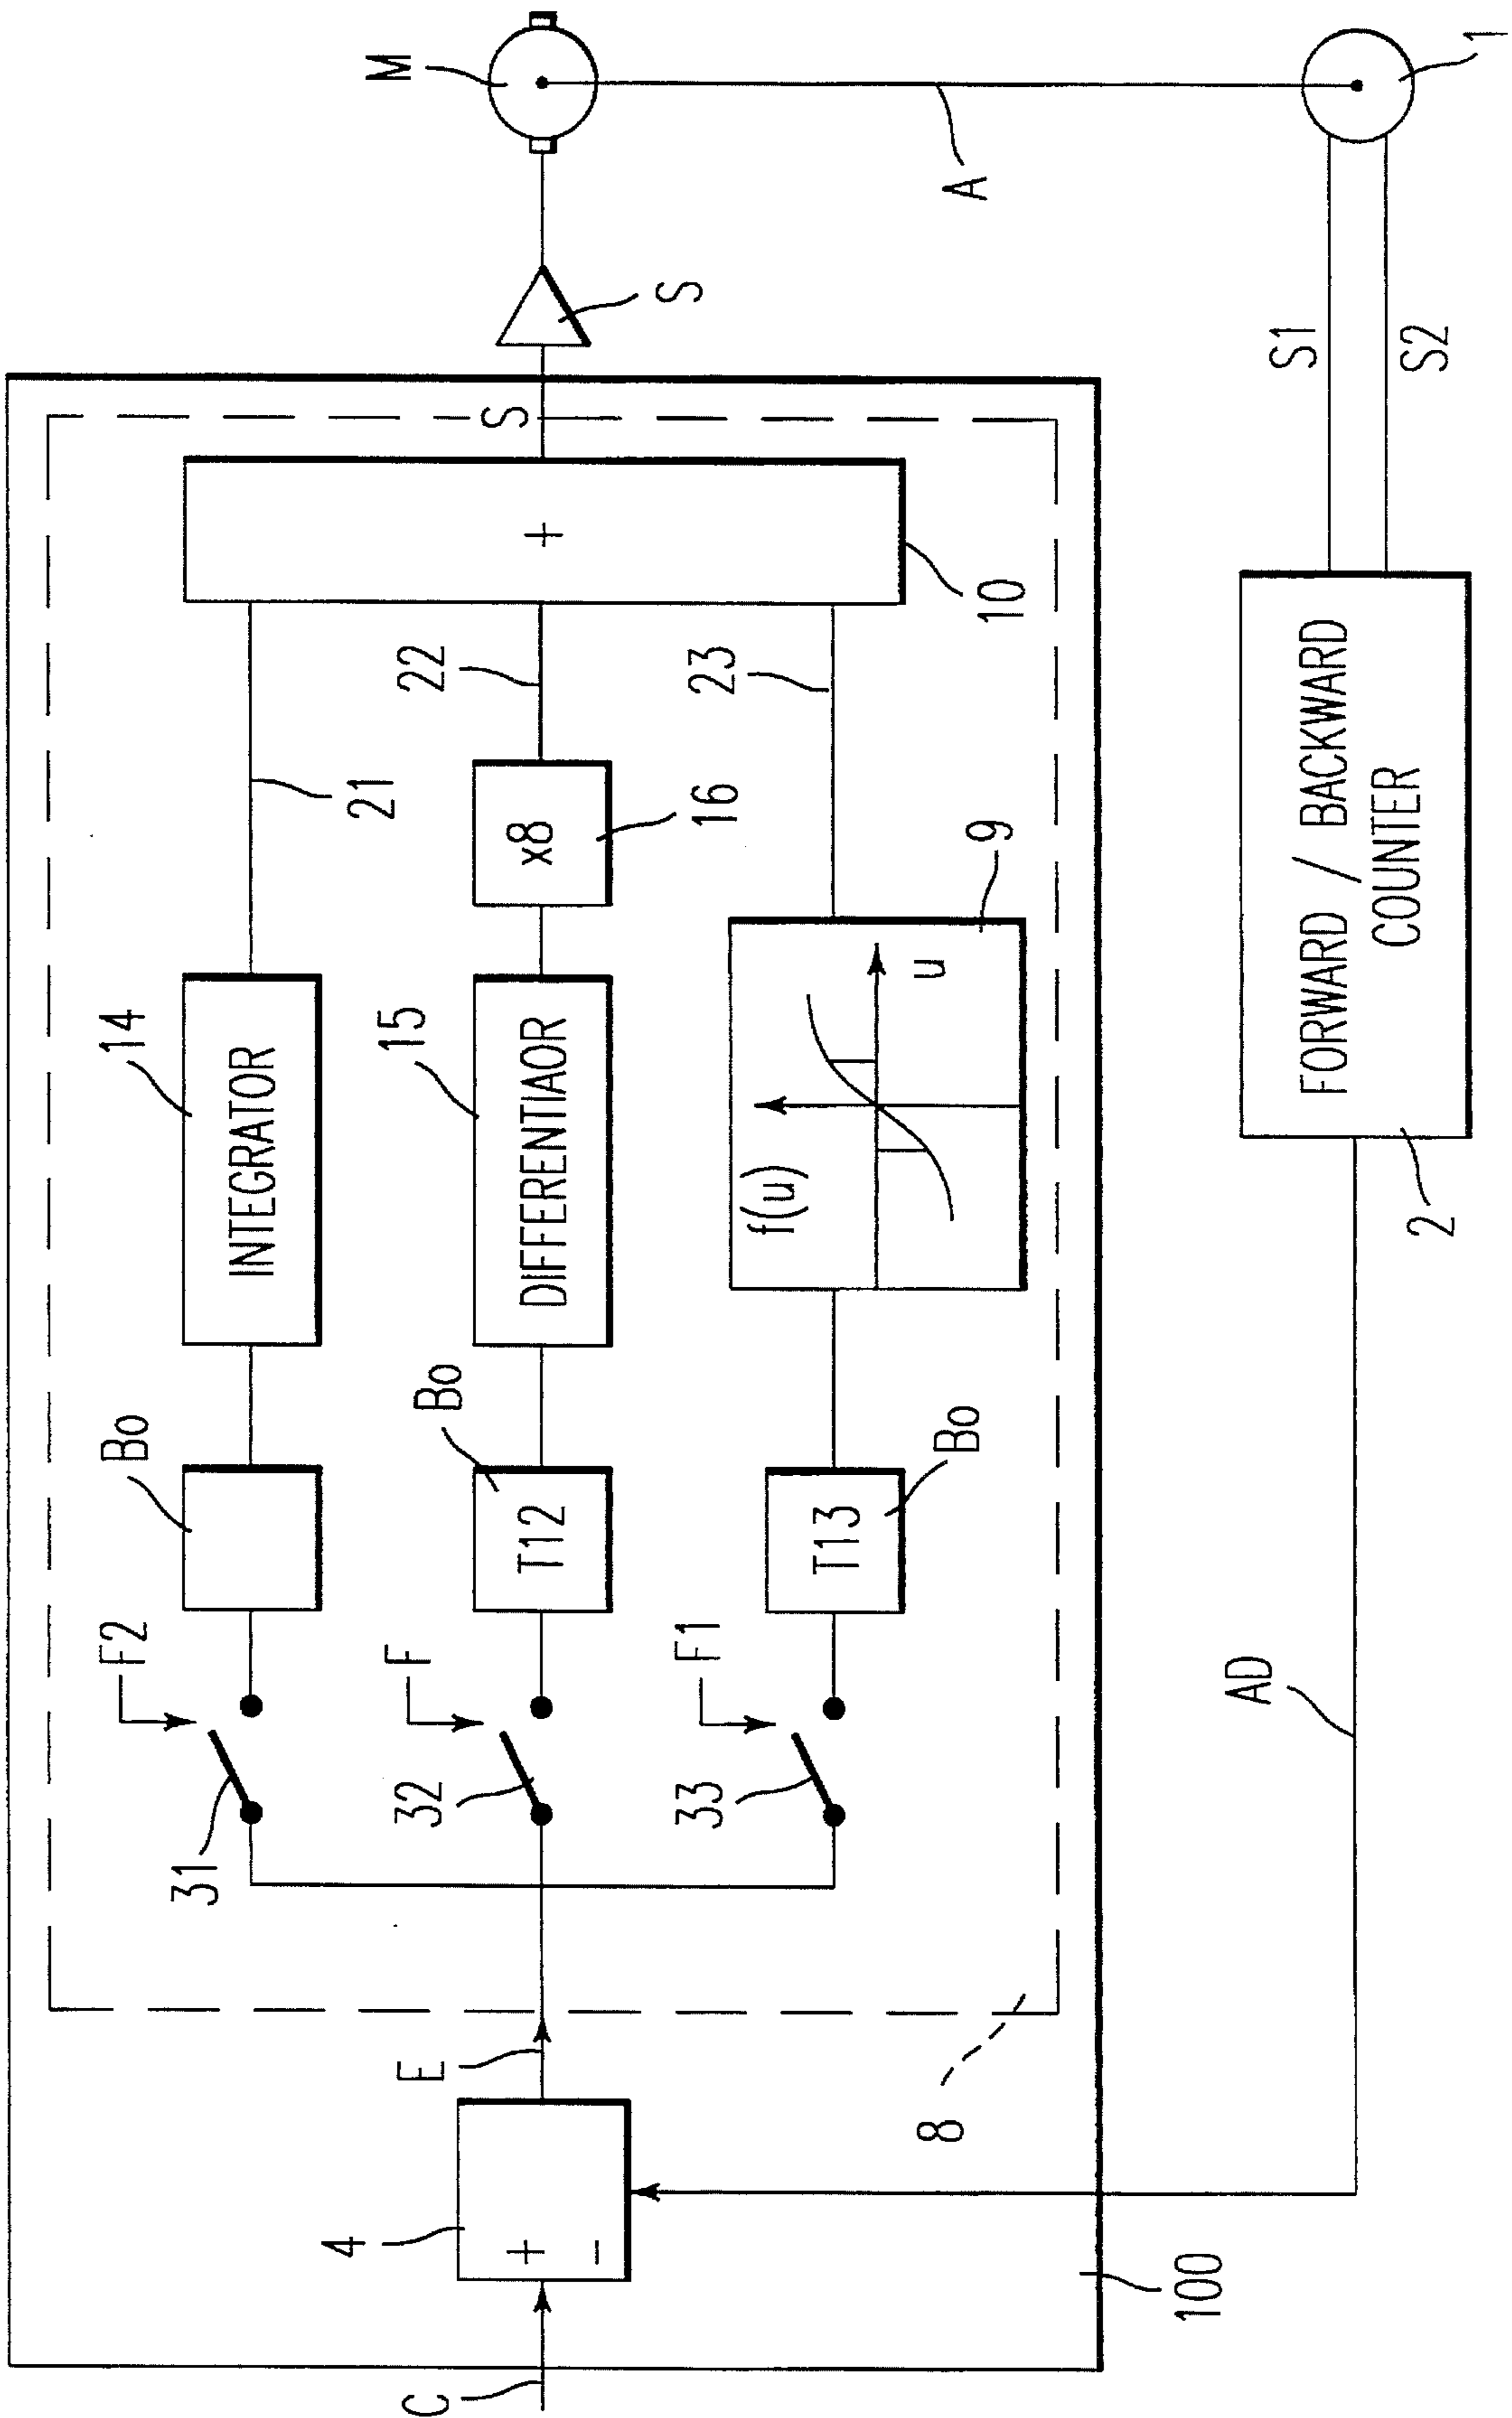 C
4
+
-
E
8
100
31
F2
Bo
14
INTEGRATOR
21
32
F
Bo
T12
15
DIFFERENTIAOR
x8
16
22
33
F1
Bo
T13
f(u)
u
9
23
+
10
S
S
M
A
1
S1
S2
FORWARD / BACKWARD
COUNTER
2
AD